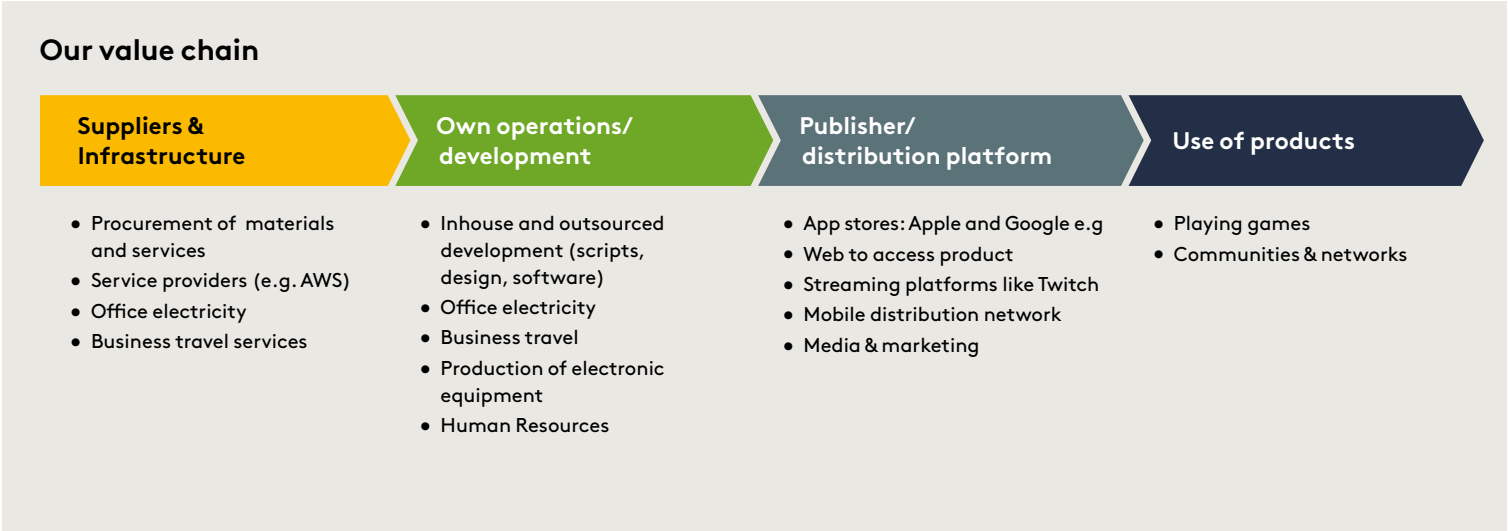 Our value chain
Suppliers &
Infrastructure
• Procurement of materials
and services
• Service providers (e.g. AWS)
• Office electricity
• Business travel services
Own operations/
development
• Inhouse and outsourced
development (scripts,
design, software)
• Office electricity
• Business travel
• Production of electronic
equipment
• Human Resources
Publisher/
distribution platform
• App stores: Apple and Google e.g
• Web to access product
• Streaming platforms like Twitch
• Mobile distribution network
• Media & marketing
Use of products
• Playing games
• Communities & networks